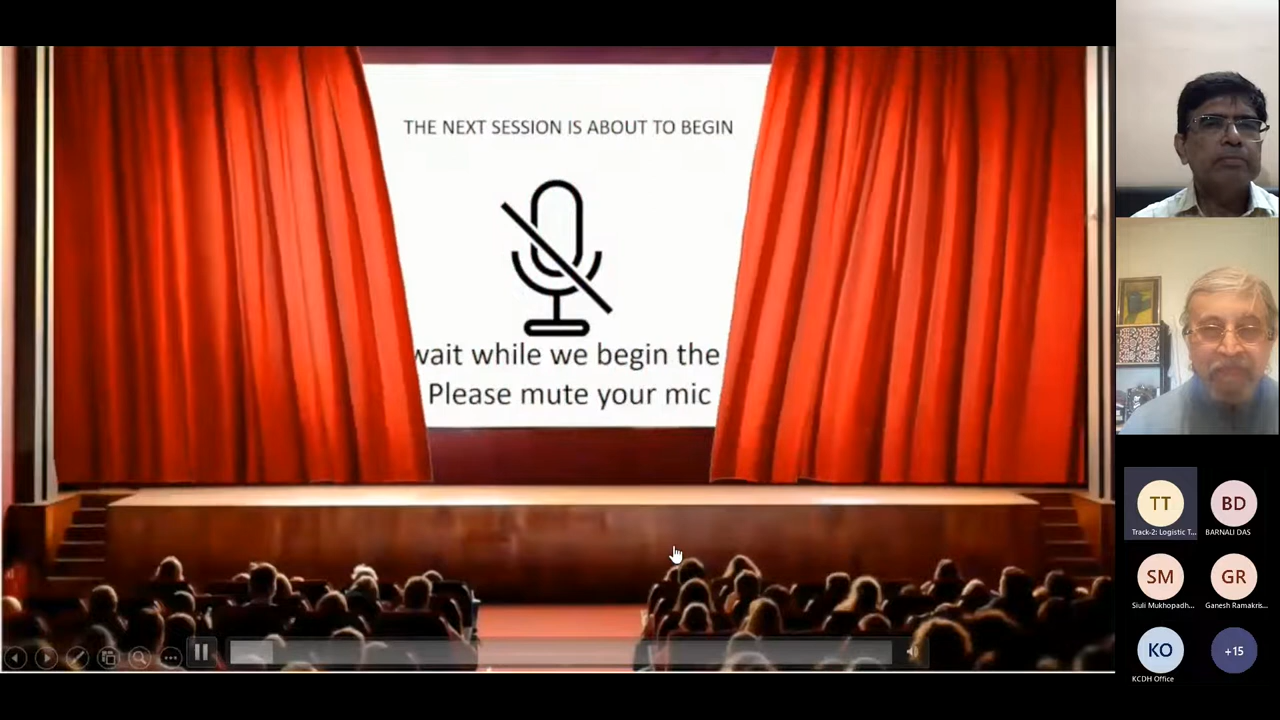 THE NEXT SESSION IS ABOUT TO BEGIN
wait while we begin the
Please mute your mic
TT
Track-2: Logistic T...
BD
BARNALI DAS
SM
Siuli Mukhopadh...
GR
Ganesh Ramakris...
KO
KCDH Office
+15